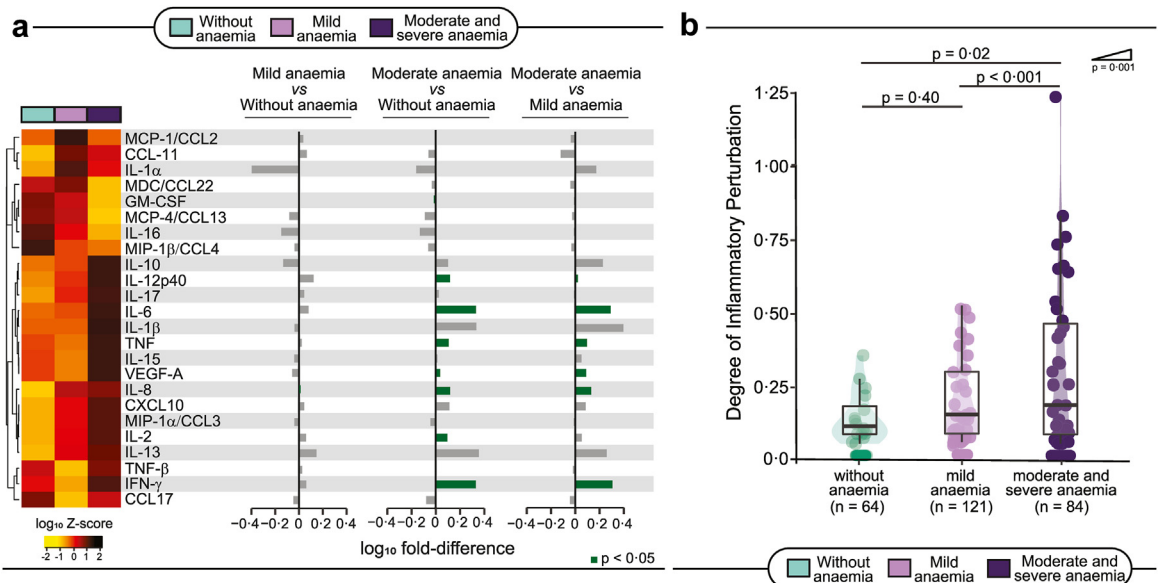 a
Without anaemia
Mild anaemia
Moderate and severe anaemia
Mild anaemia
vs
Without anaemia
Moderate anaemia
vs
Without anaemia
Moderate anaemia
vs
Mild anaemia
MCP-1/CCL2
CCL-11
IL-1α
MDC/CCL22
GM-CSF
MCP-4/CCL13
IL-16
MIP-1β/CCL4
IL-10
IL-12p40
IL-17
IL-6
IL-1β
TNF
IL-15
VEGF-A
IL-8
CXCL10
MIP-1α/CCL3
IL-2
IL-13
TNF-β
IFN-γ
CCL17
log₁₀ Z-score
-2 -1 0 1 2
−0·4 −0·2 0 0·2 0·4
−0·4 −0·2 0 0·2 0·4
−0·4 −0·2 0 0·2 0·4
log₁₀ fold-difference
p < 0·05
b
p = 0·02
p < 0·001
p = 0·40
p = 0·001
Degree of Inflammatory Perturbation
1·25
1·00
0·75
0·50
0·25
0·0
without
anaemia
(n = 64)
mild
anaemia
(n = 121)
moderate and
severe anaemia
(n = 84)
Without anaemia
Mild anaemia
Moderate and severe anaemia